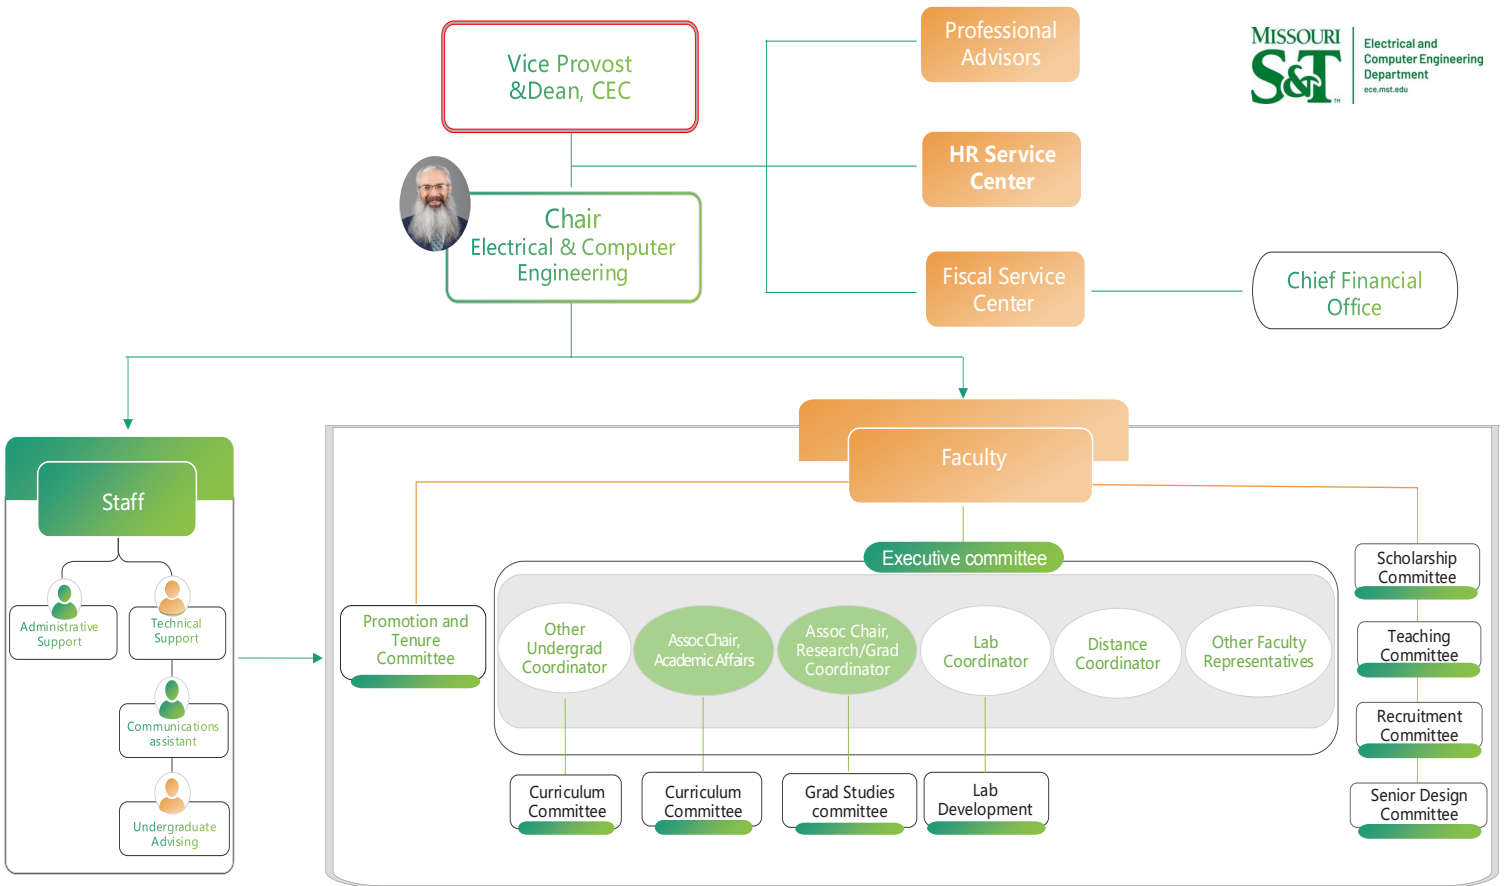 Vice Provost
&Dean, CEC
Professional
Advisors
MISSOURI
S&T
TM
Electrical and
Computer Engineering
Department
ece.mst.edu
HR Service
Center
Chair
Electrical & Computer
Engineering
Fiscal Service
Center
Chief Financial
Office
Staff
Administrative
Support
Technical
Support
Communications
assistant
Undergraduate
Advising
Faculty
Executive committee
Promotion and
Tenure
Committee
Other
Undergrad
Coordinator
Assoc Chair,
Academic Affairs
Assoc Chair,
Research/Grad
Coordinator
Lab
Coordinator
Distance
Coordinator
Other Faculty
Representatives
Curriculum
Committee
Curriculum
Committee
Grad Studies
committee
Lab
Development
Scholarship
Committee
Teaching
Committee
Recruitment
Committee
Senior Design
Committee